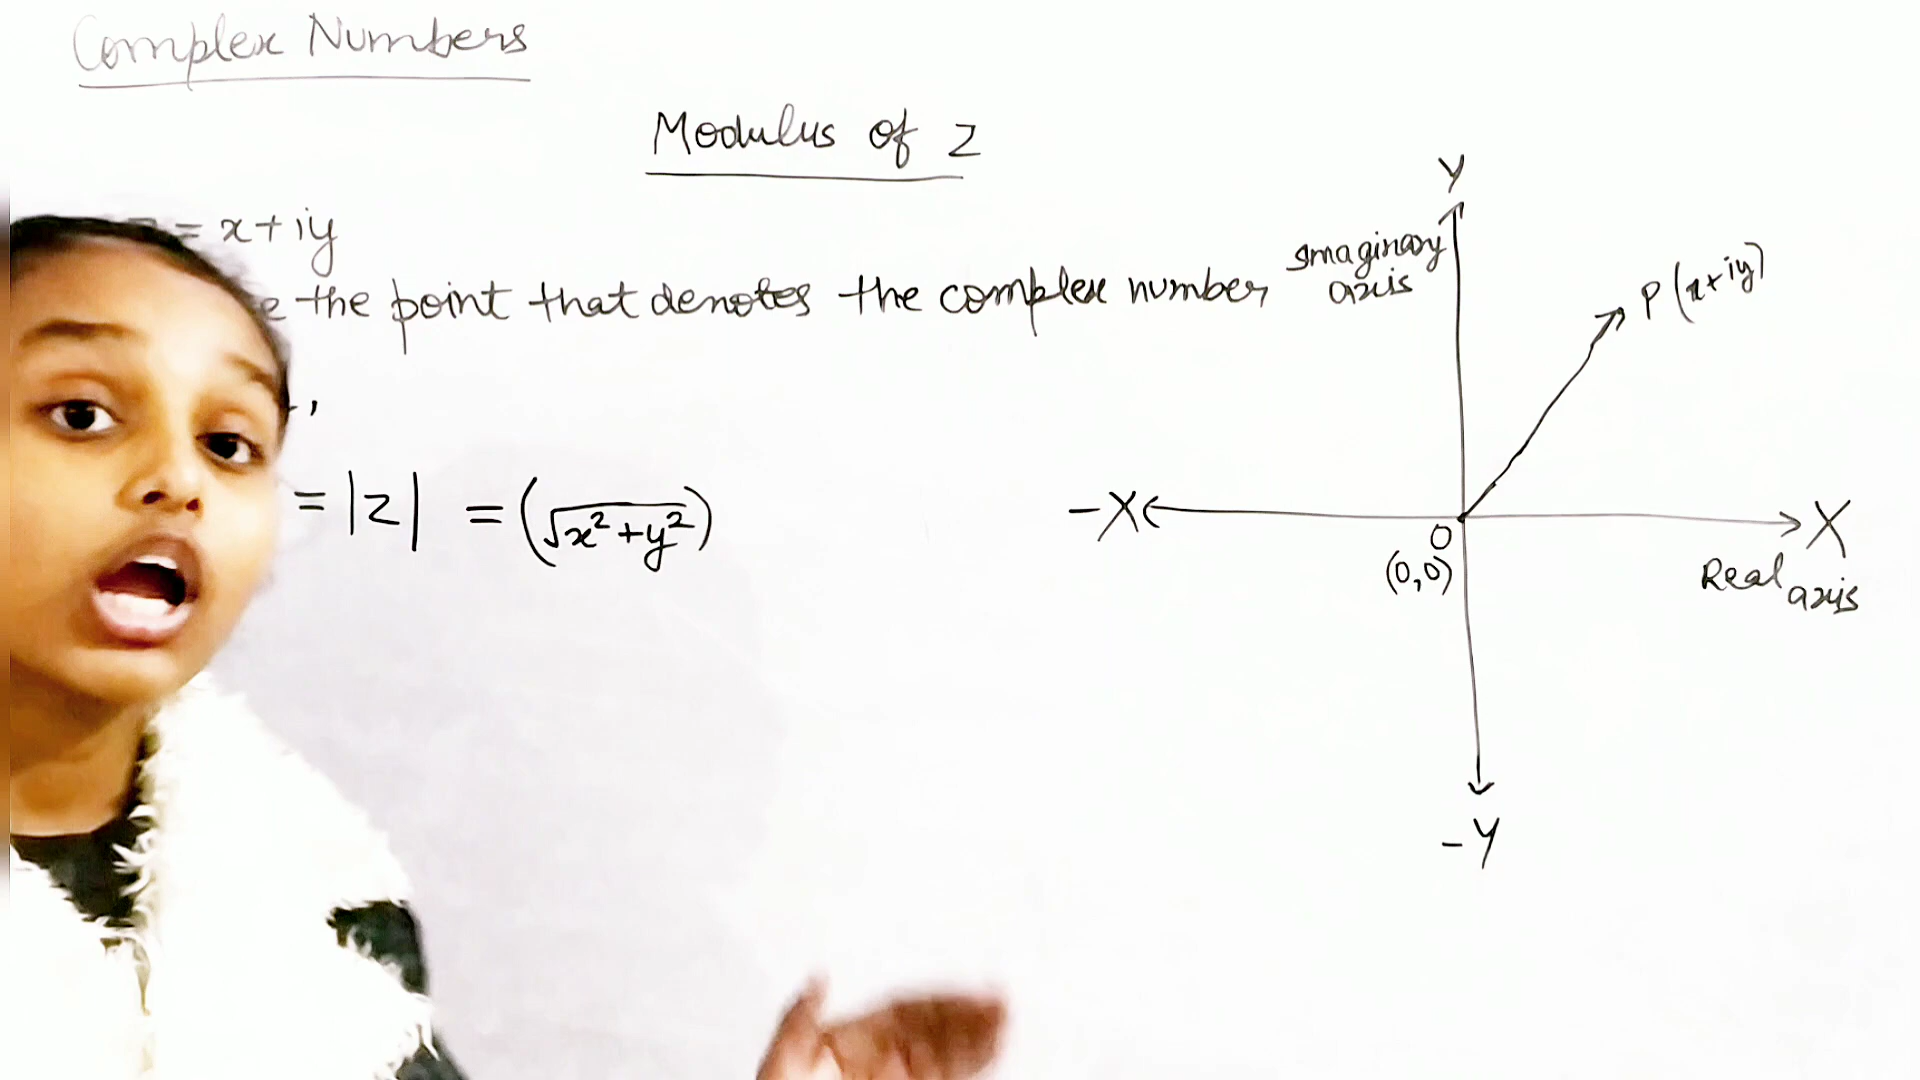 Complex Numbers
Modulus of z
= x+iy
the point that denotes the complex number
= |z| = (√x²+y²)
Y
Imaginary
axis
P(x+iy)
-X
X
O
(0,0)
Real axis
-Y